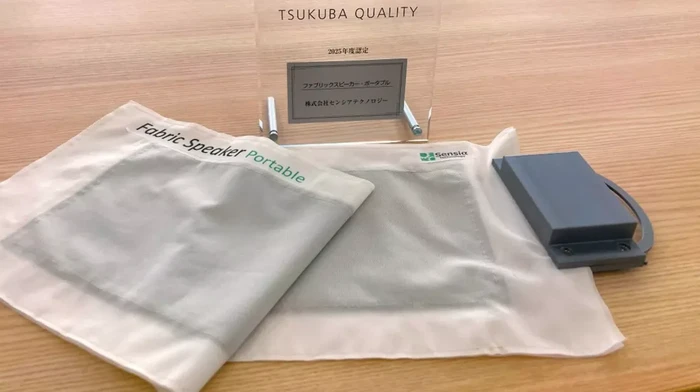 TSUKUBA QUALITY
2025年度認定
ファブリックスピーカー・ポータブル
株式会社センシアテクノロジー
Fabric Speaker Portable
Sensia